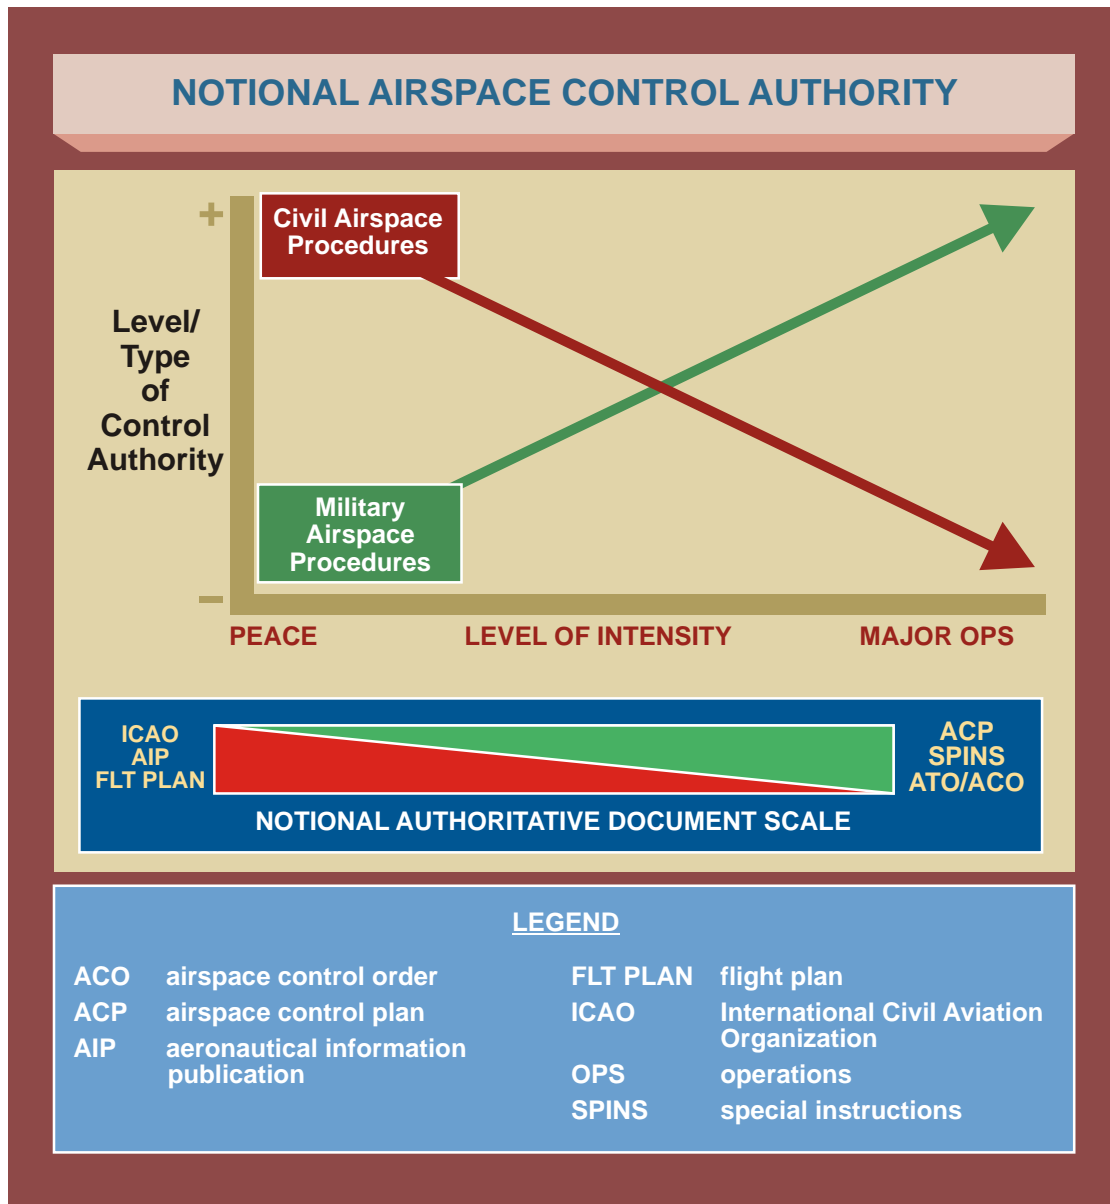 NOTIONAL AIRSPACE CONTROL AUTHORITY
+
Civil Airspace
Procedures
Level/
Type
of
Control
Authority
Military
Airspace
Procedures
–
PEACE LEVEL OF INTENSITY MAJOR OPS
ICAO
AIP
FLT PLAN
ACP
SPINS
ATO/ACO
NOTIONAL AUTHORITATIVE DOCUMENT SCALE
LEGEND
ACO airspace control order
ACP airspace control plan
AIP aeronautical information
publication
FLT PLAN flight plan
ICAO International Civil Aviation
Organization
OPS operations
SPINS special instructions